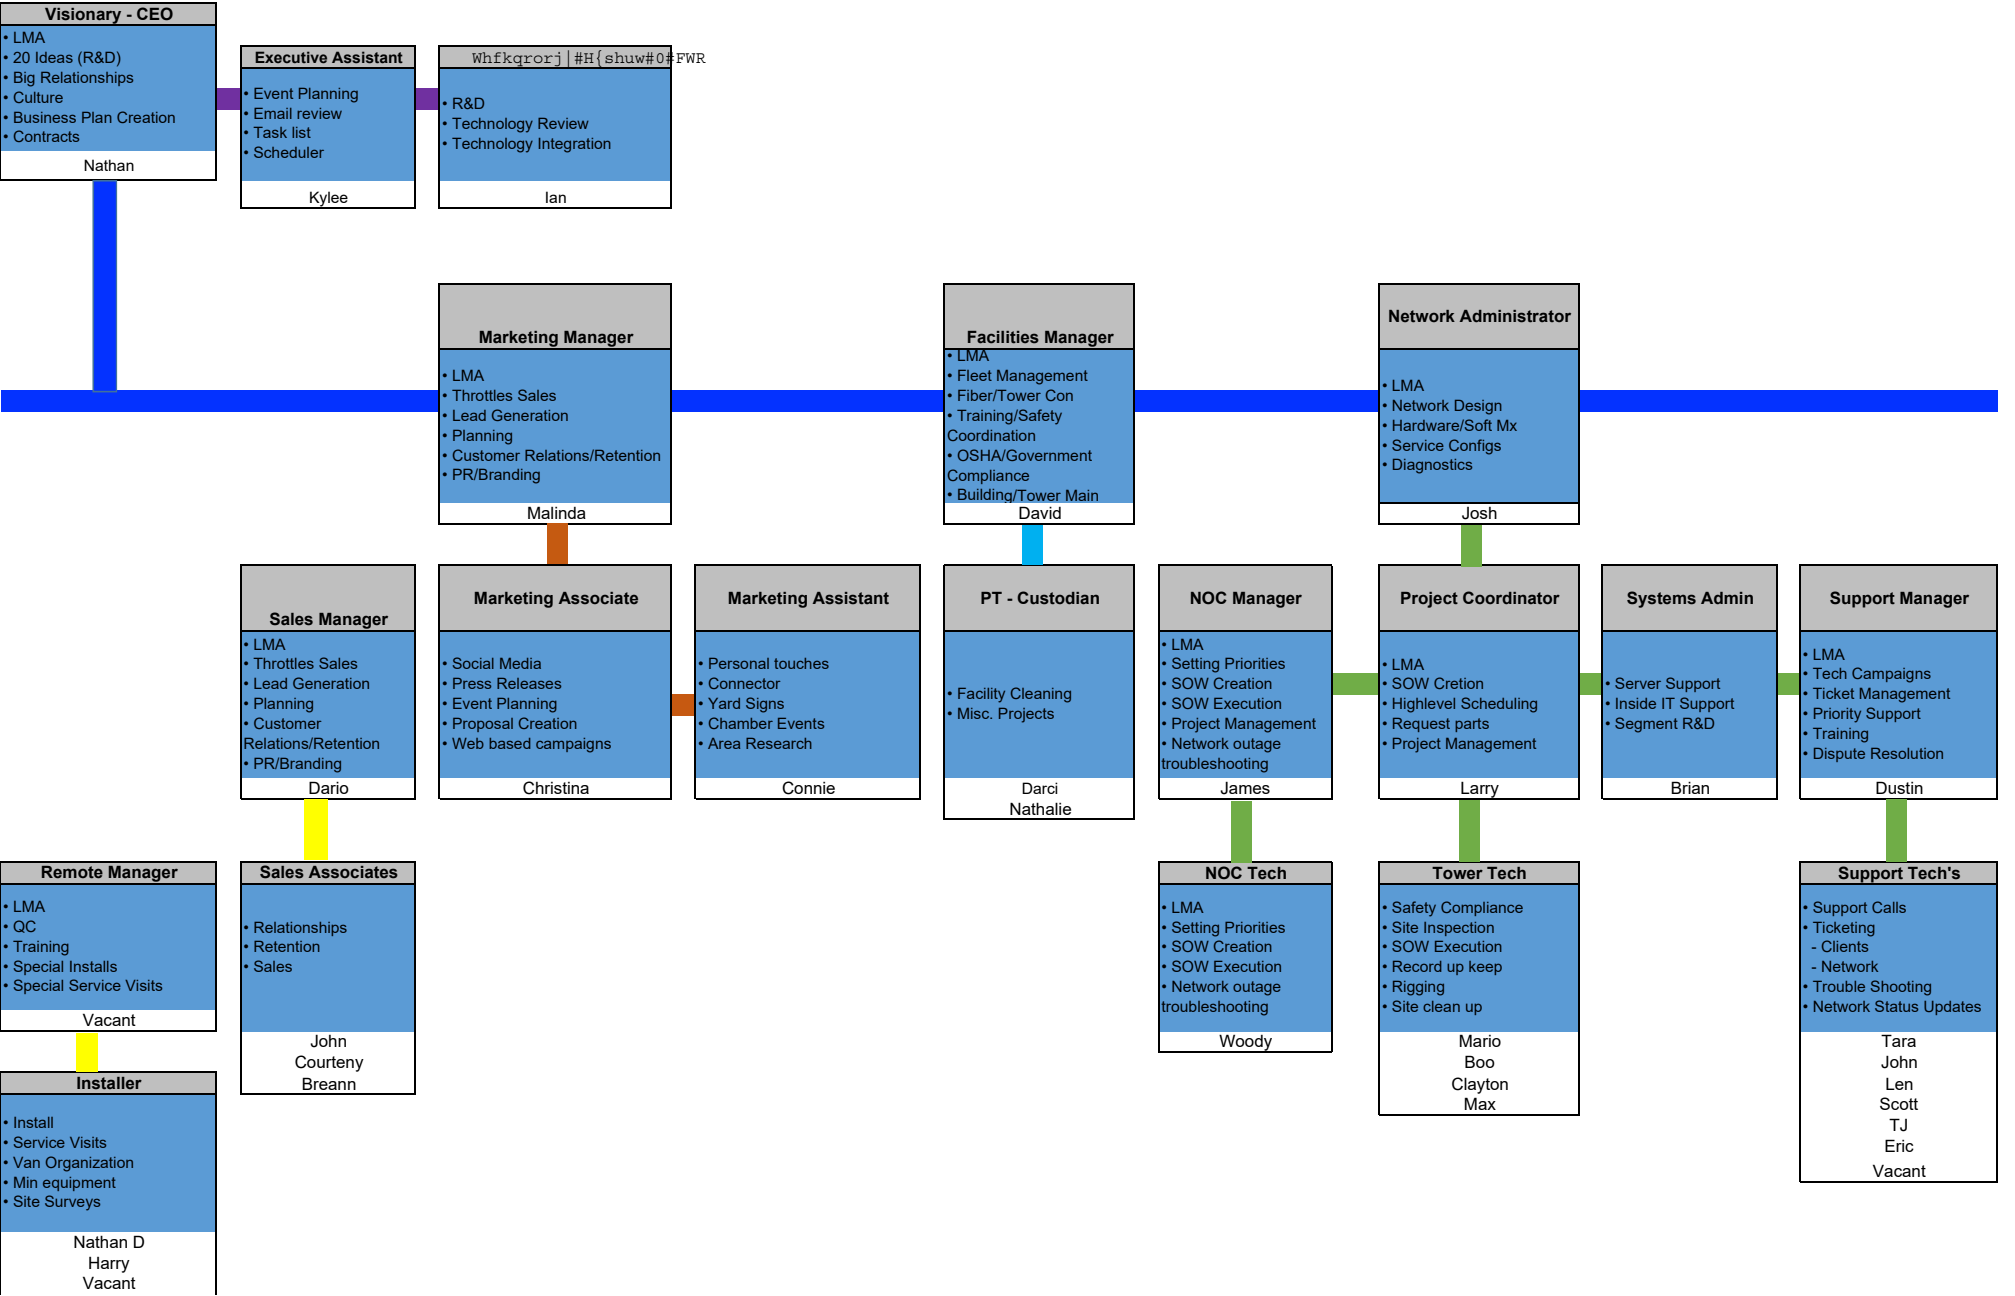 Visionary - CEO
• LMA
• 20 Ideas (R&D)
• Big Relationships
• Culture
• Business Plan Creation
• Contracts
Nathan
Executive Assistant
• Event Planning
• Email review
• Task list
• Scheduler
Kylee
Whfkqrorj|#H{shuw#0#FWR
• R&D
• Technology Review
• Technology Integration
Ian
Marketing Manager
• LMA
• Throttles Sales
• Lead Generation
• Planning
• Customer Relations/Retention
• PR/Branding
Malinda
Facilities Manager
• LMA
• Fleet Management
• Fiber/Tower Con
• Training/Safety
Coordination
• OSHA/Government
Compliance
• Building/Tower Main
David
Network Administrator
• LMA
• Network Design
• Hardware/Soft Mx
• Service Configs
• Diagnostics
Josh
Sales Manager
• LMA
• Throttles Sales
• Lead Generation
• Planning
• Customer
Relations/Retention
• PR/Branding
Dario
Marketing Associate
• Social Media
• Press Releases
• Event Planning
• Proposal Creation
• Web based campaigns
Christina
Marketing Assistant
• Personal touches
• Connector
• Yard Signs
• Chamber Events
• Area Research
Connie
PT - Custodian
• Facility Cleaning
• Misc. Projects
Darci
Nathalie
NOC Manager
• LMA
• Setting Priorities
• SOW Creation
• SOW Execution
• Project Management
• Network outage
troubleshooting
James
Project Coordinator
• LMA
• SOW Cretion
• Highlevel Scheduling
• Request parts
• Project Management
Larry
Systems Admin
• Server Support
• Inside IT Support
• Segment R&D
Brian
Support Manager
• LMA
• Tech Campaigns
• Ticket Management
• Priority Support
• Training
• Dispute Resolution
Dustin
Remote Manager
• LMA
• QC
• Training
• Special Installs
• Special Service Visits
Vacant
Sales Associates
• Relationships
• Retention
• Sales
John
Courteny
Breann
NOC Tech
• LMA
• Setting Priorities
• SOW Creation
• SOW Execution
• Network outage
troubleshooting
Woody
Tower Tech
• Safety Compliance
• Site Inspection
• SOW Execution
• Record up keep
• Rigging
• Site clean up
Mario
Boo
Clayton
Max
Support Tech's
• Support Calls
• Ticketing
- Clients
- Network
• Trouble Shooting
• Network Status Updates
Tara
John
Len
Scott
TJ
Eric
Vacant
Installer
• Install
• Service Visits
• Van Organization
• Min equipment
• Site Surveys
Nathan D
Harry
Vacant